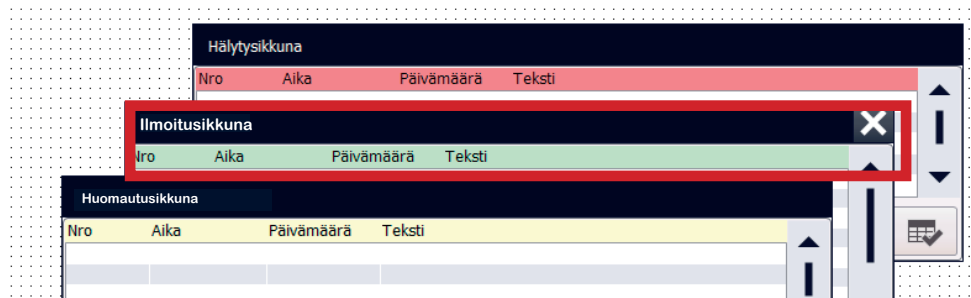 Hälytysikkuna
Nro Aika Päivämäärä Teksti
Ilmoitusikkuna
Nro Aika Päivämäärä Teksti
Huomautusikkuna
Nro Aika Päivämäärä Teksti